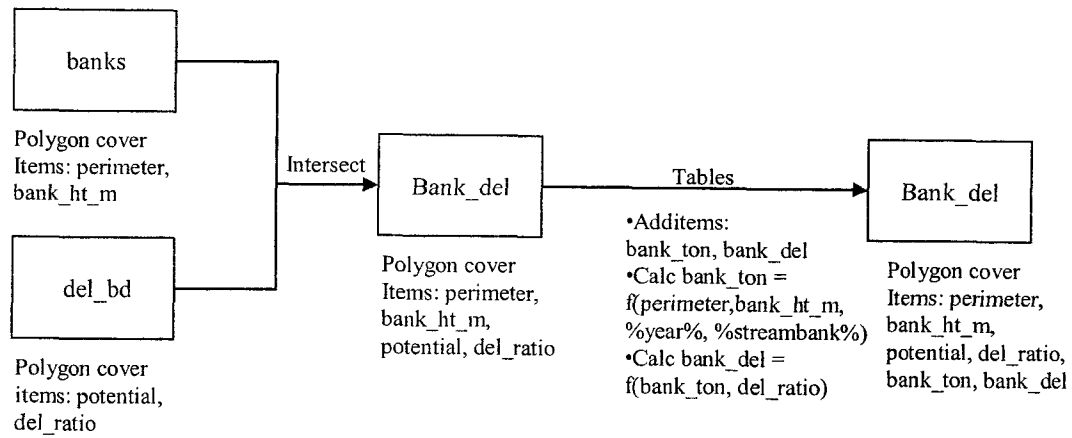 banks
Polygon cover
Items: perimeter,
bank_ht_m
del_bd
Polygon cover
items: potential,
del_ratio
Intersect
Bank_del
Polygon cover
Items: perimeter,
bank_ht_m,
potential, del_ratio
Tables
•Additems:
bank_ton, bank_del
•Calc bank_ton =
f(perimeter,bank_ht_m,
%year%, %streambank%)
•Calc bank_del =
f(bank_ton, del_ratio)
Bank_del
Polygon cover
Items: perimeter,
bank_ht_m,
potential, del_ratio,
bank_ton, bank_del